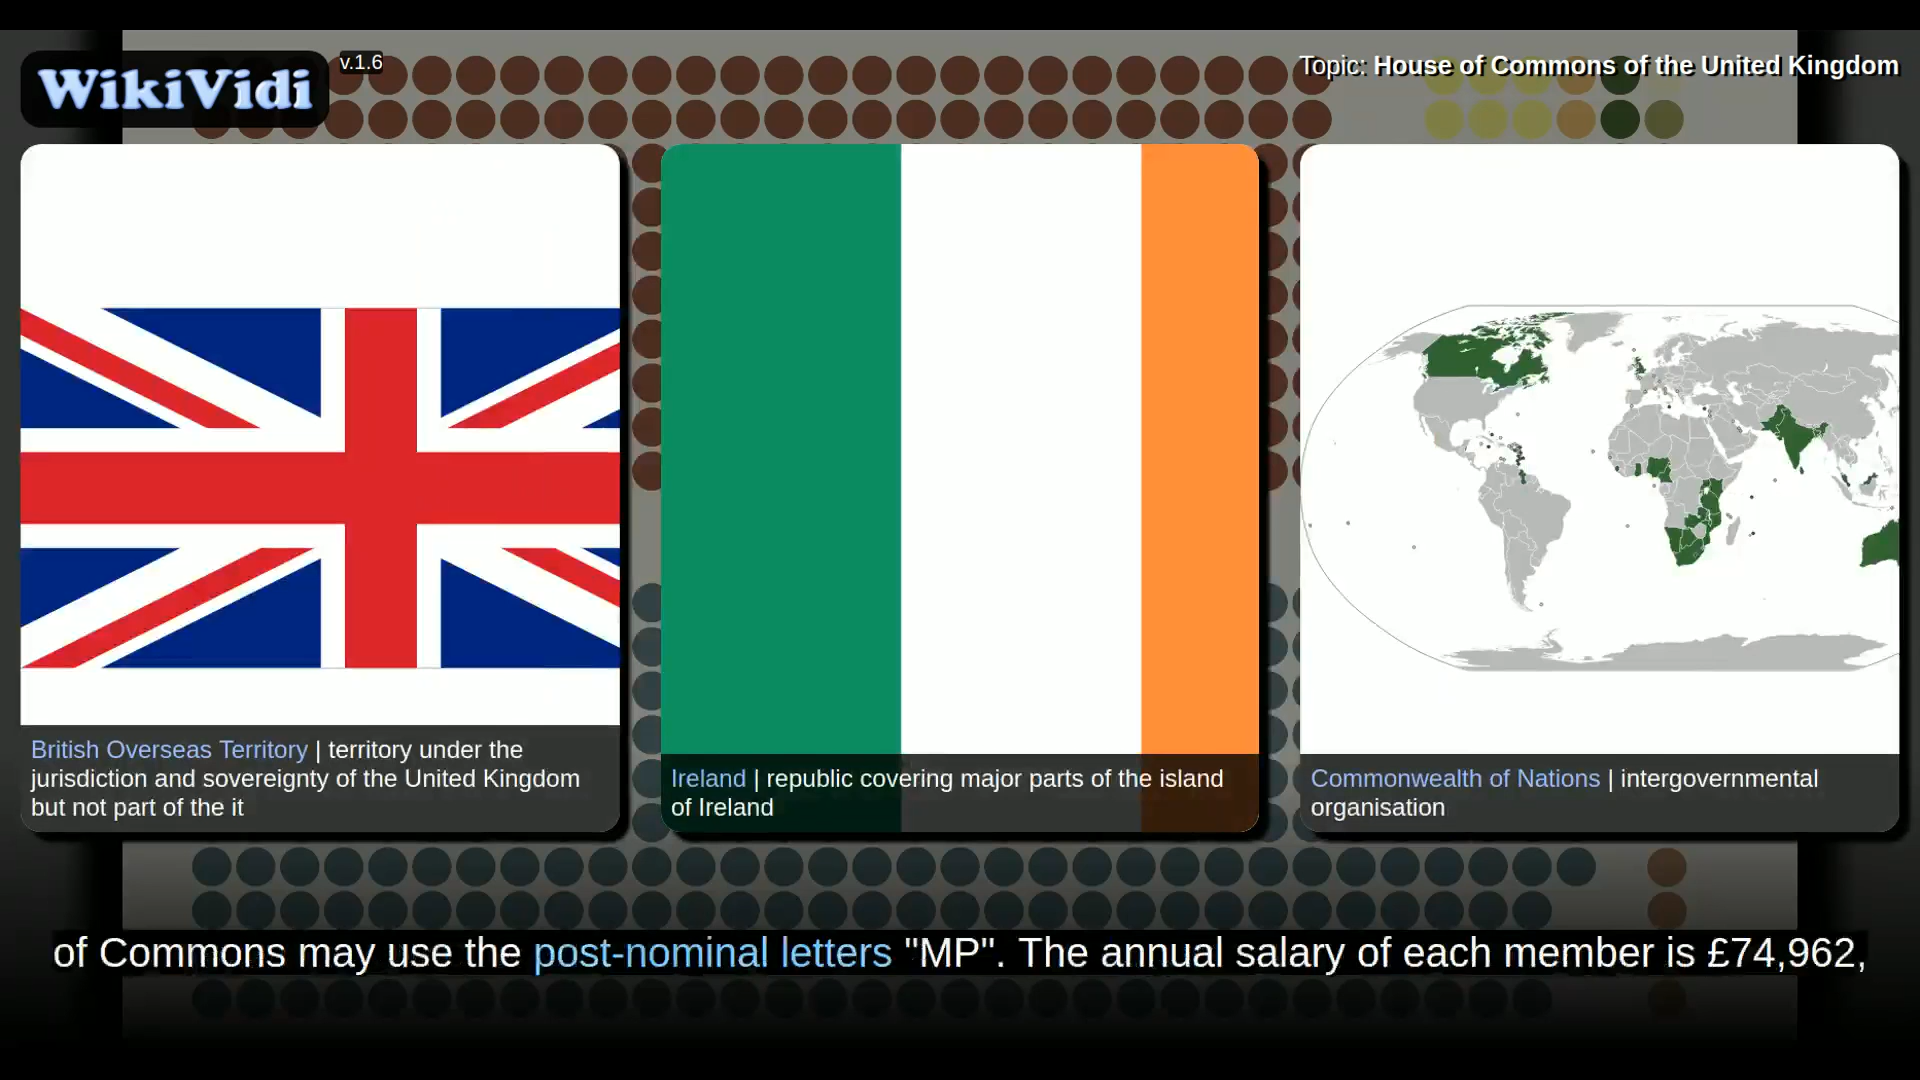 WikiVidi
v.1.6
Topic: House of Commons of the United Kingdom
British Overseas Territory | territory under the
jurisdiction and sovereignty of the United Kingdom
but not part of the it
Ireland | republic covering major parts of the island
of Ireland
Commonwealth of Nations | intergovernmental
organisation
of Commons may use the post-nominal letters "MP". The annual salary of each member is £74,962,